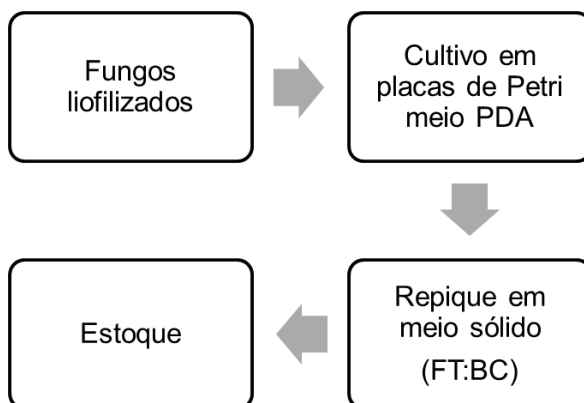 Fungos
liofilizados
Cultivo em
placas de Petri
meio PDA
Repique em
meio sólido
(FT:BC)
Estoque